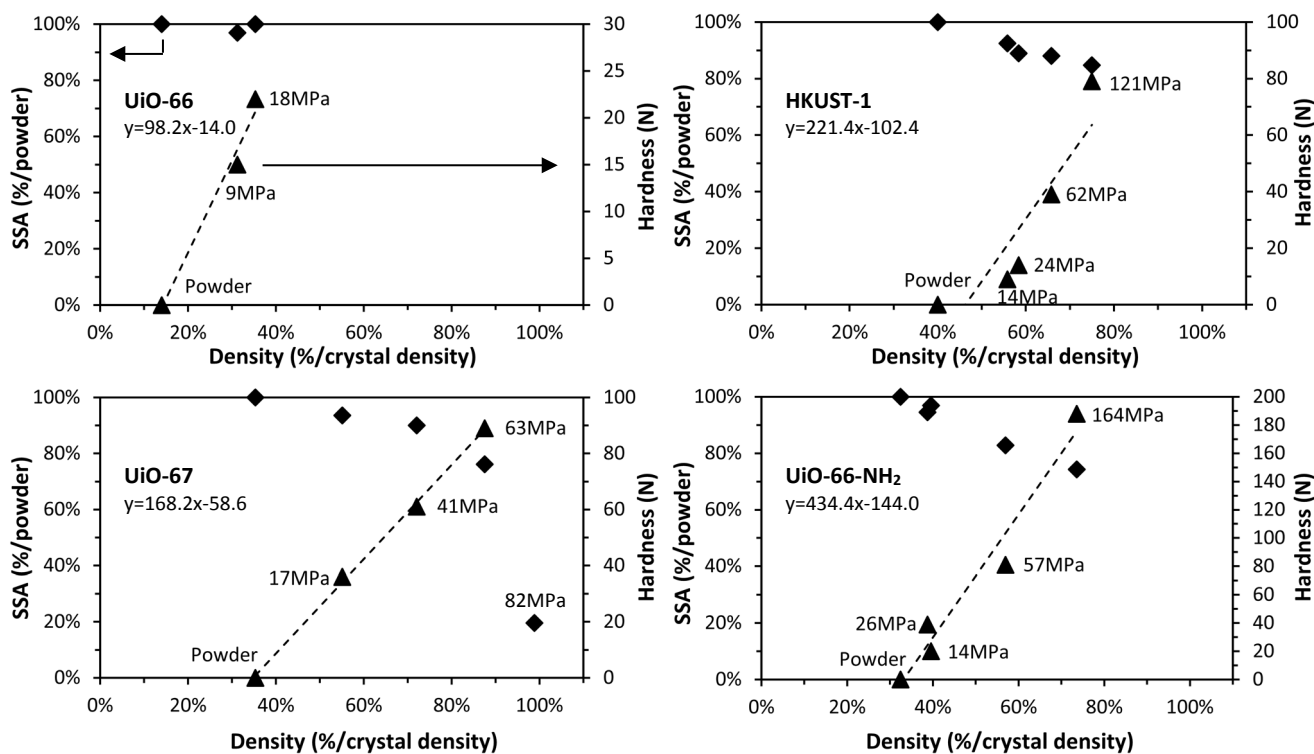 100%
80%
60%
40%
20%
0%
SSA (%/powder)
30
25
20
15
10
5
0
Hardness (N)
UiO-66
y=98.2x-14.0
18MPa
9MPa
Powder
0% 20% 40% 60% 80% 100%
Density (%/crystal density)
100%
80%
60%
40%
20%
0%
SSA (%/powder)
100
80
60
40
20
0
Hardness (N)
HKUST-1
y=221.4x-102.4
121MPa
62MPa
24MPa
14MPa
Powder
0% 20% 40% 60% 80% 100%
Density (%/crystal density)
100%
80%
60%
40%
20%
0%
SSA (%/powder)
100
80
60
40
20
0
Hardness (N)
UiO-67
y=168.2x-58.6
63MPa
41MPa
17MPa
82MPa
Powder
0% 20% 40% 60% 80% 100%
Density (%/crystal density)
100%
80%
60%
40%
20%
0%
SSA (%/powder)
200
180
160
140
120
100
80
60
40
20
0
Hardness (N)
UiO-66-NH₂
y=434.4x-144.0
164MPa
57MPa
26MPa
14MPa
Powder
0% 20% 40% 60% 80% 100%
Density (%/crystal density)